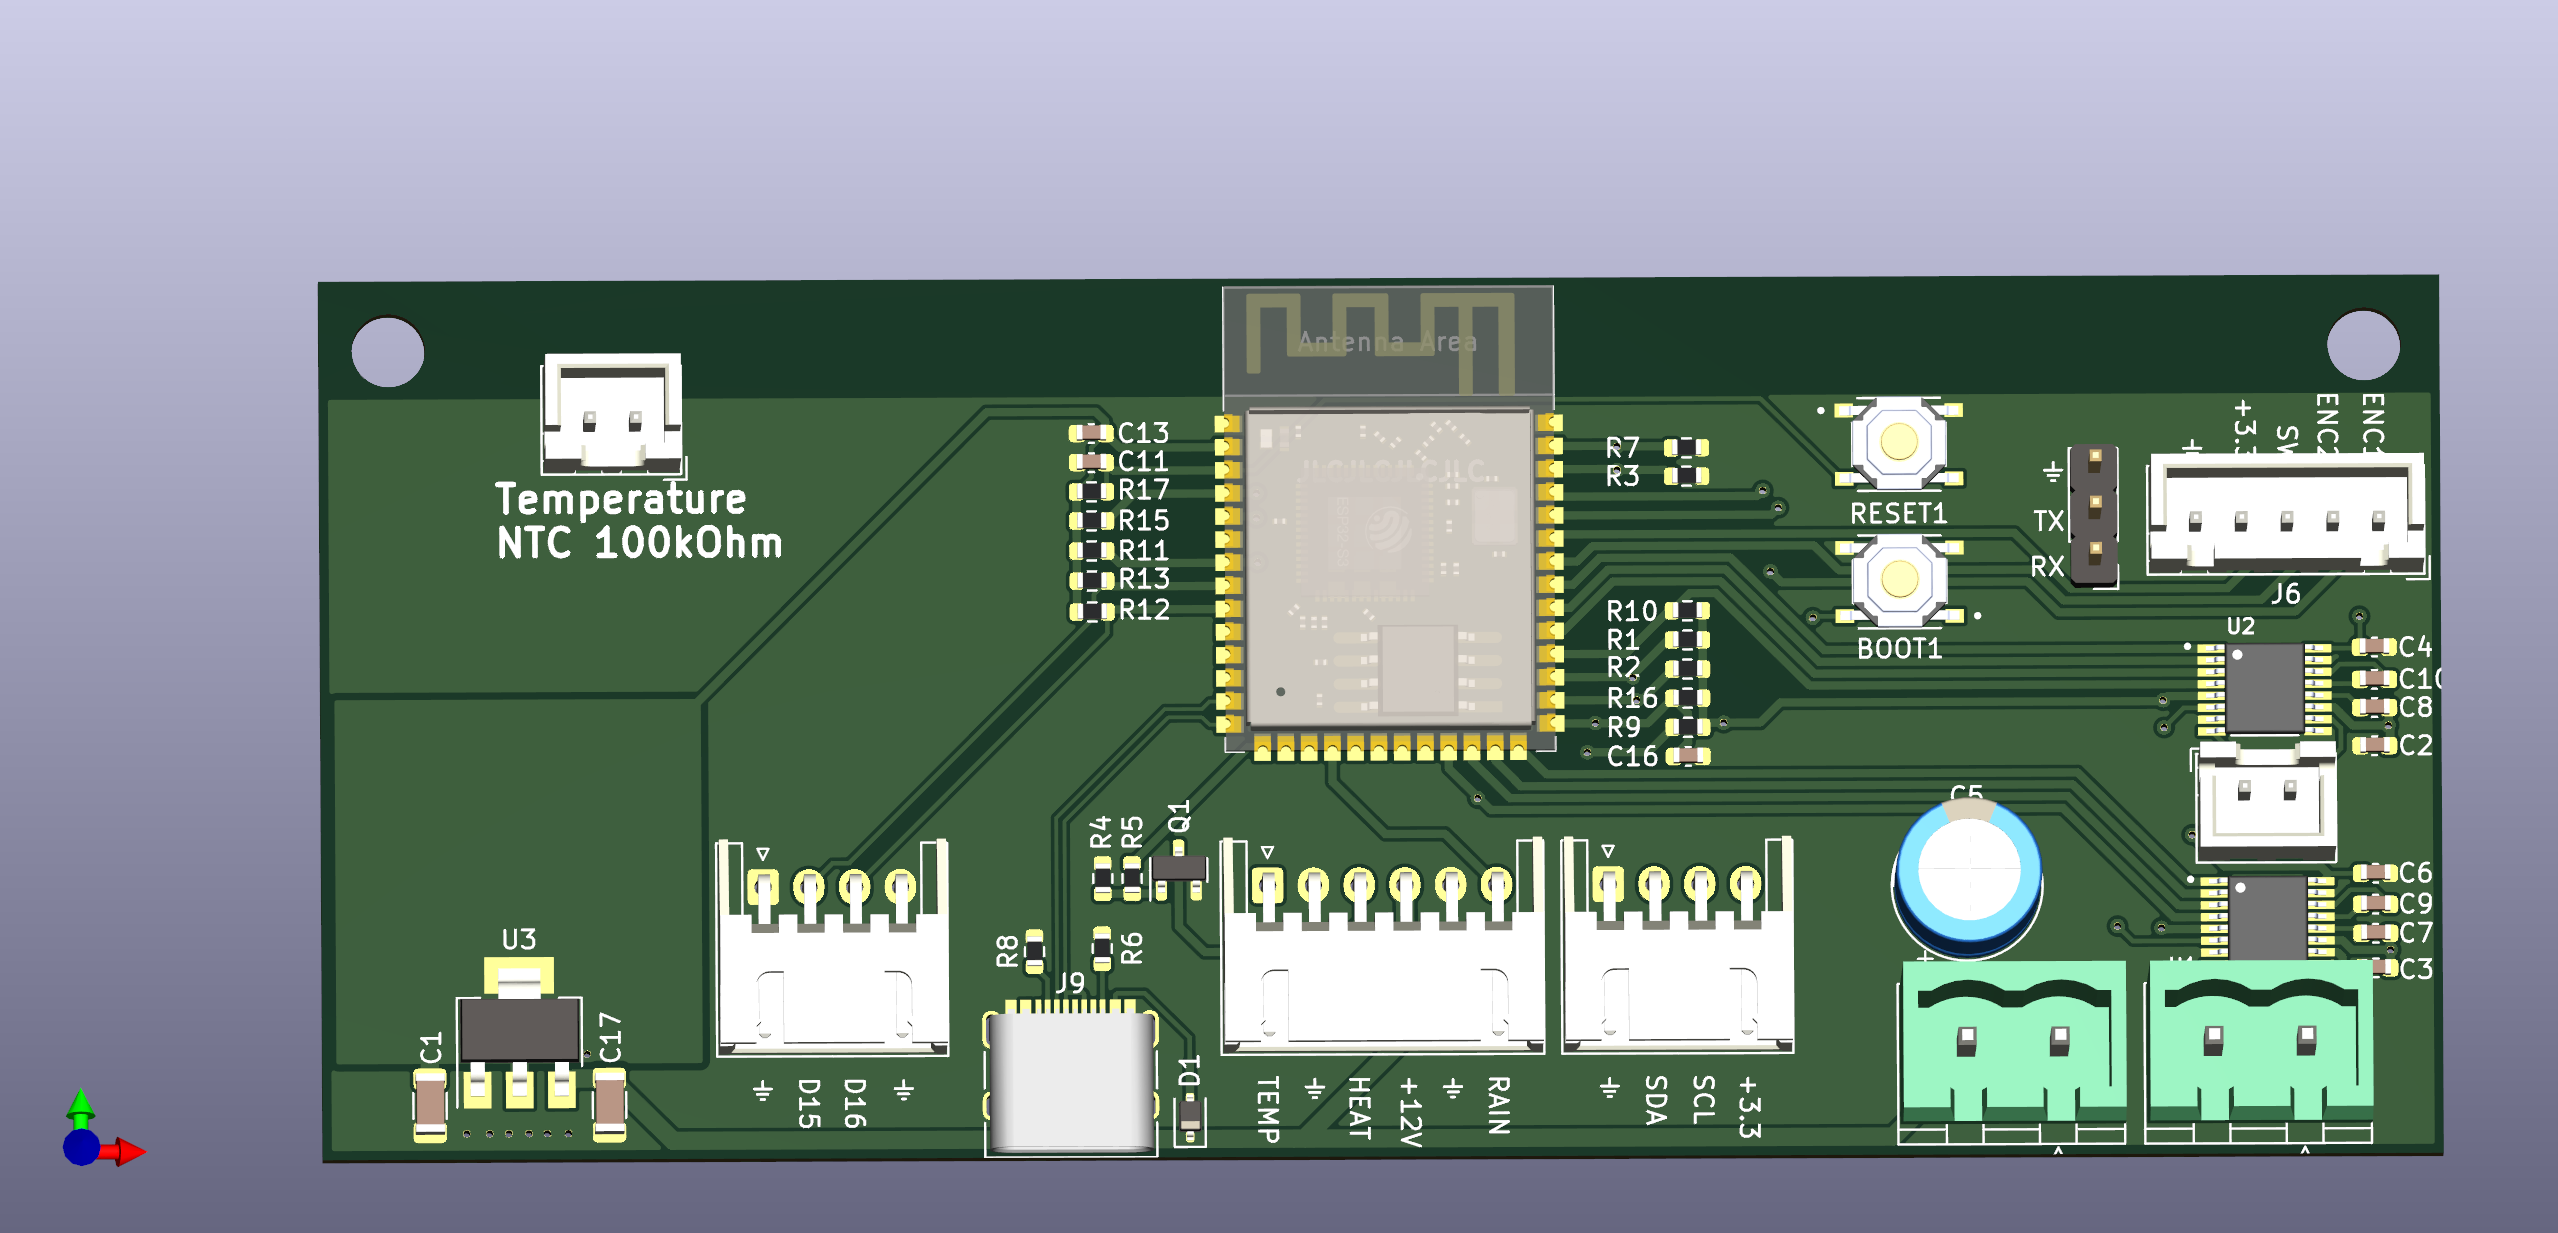 Antenna Area
ENC1
ENC2
+3.3
C13
C11
R17
R15
R11
R13
R12
R7
R3
RESET1
TX
RX
Temperature
NTC 100kOhm
J6
U2
BOOT1
R10
R1
R2
R16
R9
C16
C4
C8
C2
C5
Q1
R4
R5
C6
C9
C7
C3
U3
R8
R6
J9
C1
C17
D1
D15
D16
TEMP
HEAT
+12V
RAIN
SDA
SCL
+3.3